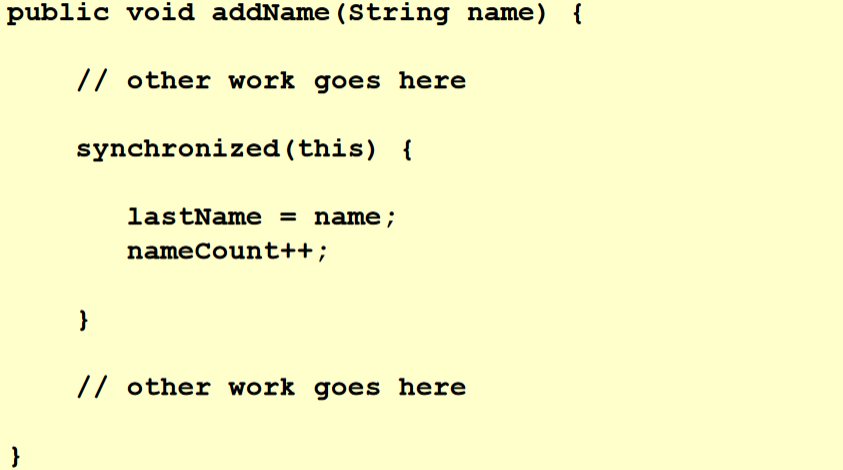 public void addName(String name) {
// other work goes here
synchronized(this) {
lastName = name;
nameCount++;
}
// other work goes here
}